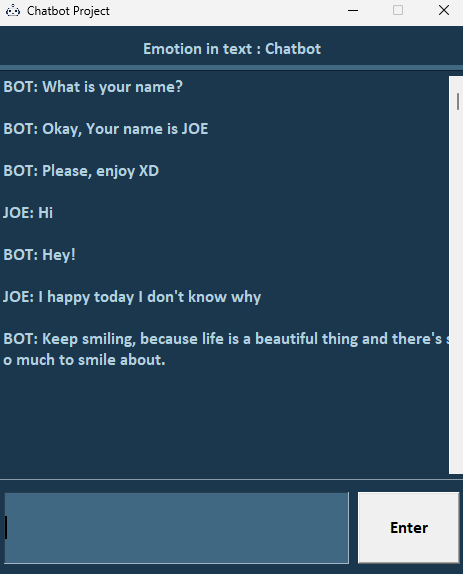 Chatbot Project
Emotion in text : Chatbot
BOT: What is your name?
BOT: Okay, Your name is JOE
BOT: Please, enjoy XD
JOE: Hi
BOT: Hey!
JOE: I happy today I don't know why
BOT: Keep smiling, because life is a beautiful thing and there's s
o much to smile about.
Enter